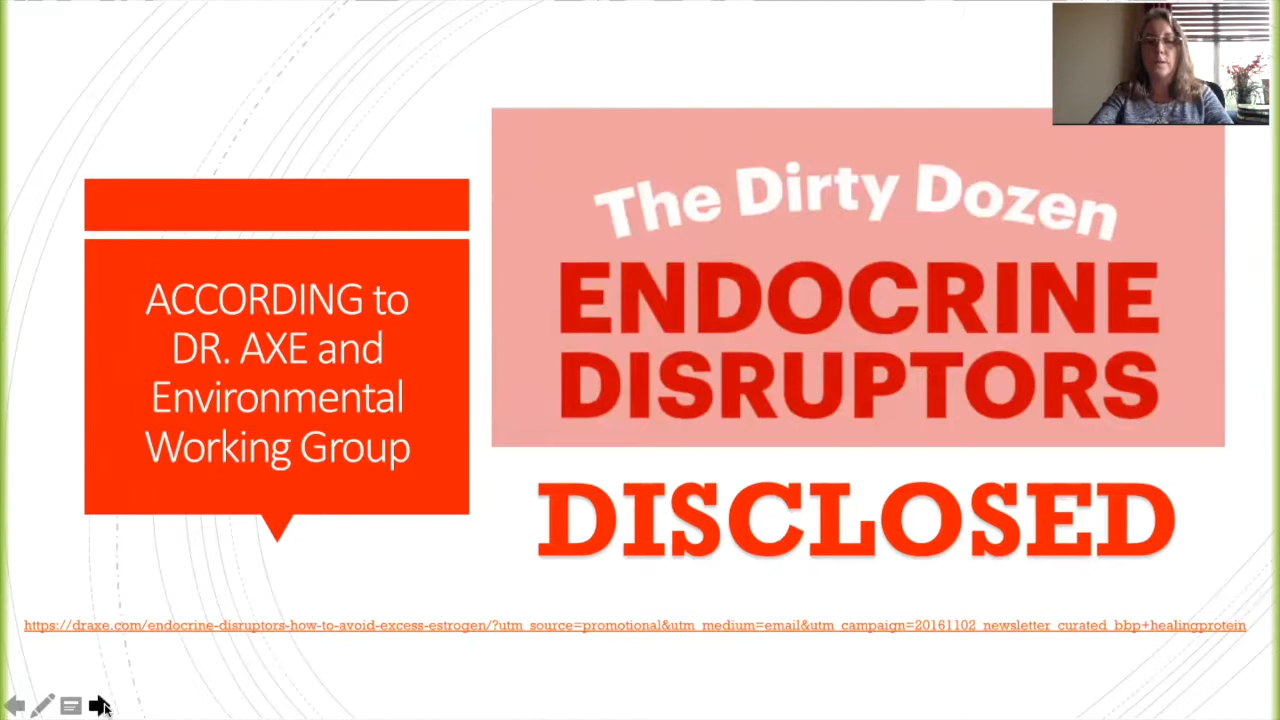 ACCORDING to
DR. AXE and
Environmental
Working Group
The Dirty Dozen
ENDOCRINE
DISRUPTORS
DISCLOSED
https://draxe.com/endocrine-disruptors-how-to-avoid-excess-estrogen/?utm_source=promotional&utm_medium=email&utm_campaign=20161102_newsletter_curated_bbp+healingprotein